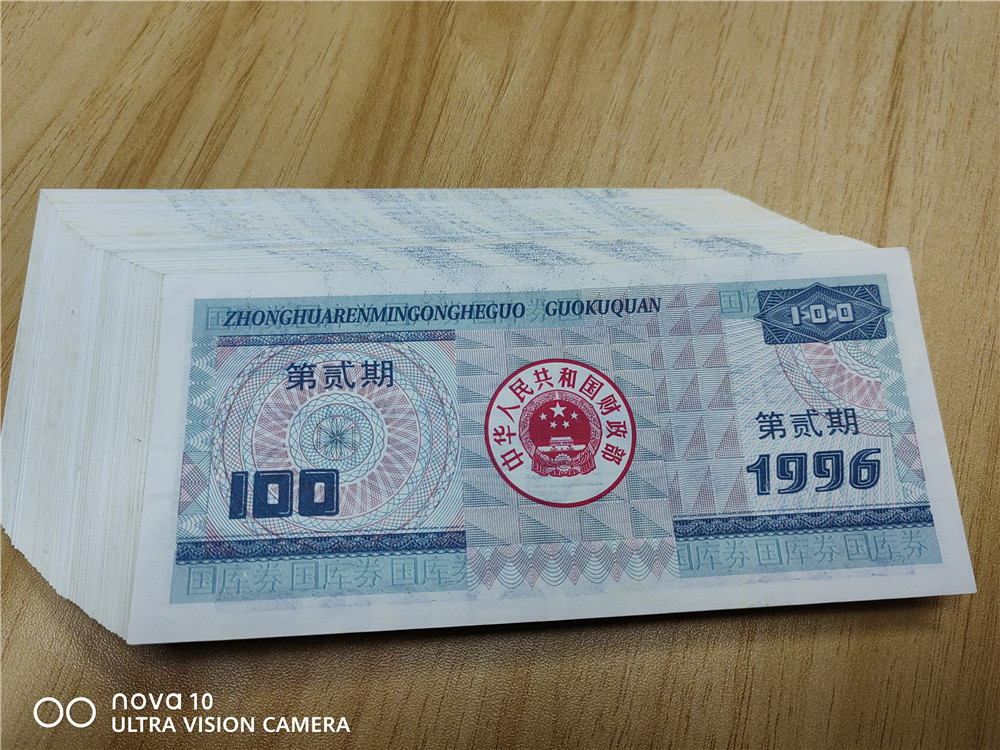 ZHONGHUARENMINGONGHEGUO GUOKUQUAN
100
第贰期
中华人民共和国财政部
第贰期
100
1996
国库券国库券国库券
国库券国库券国库券
nova 10
ULTRA VISION CAMERA